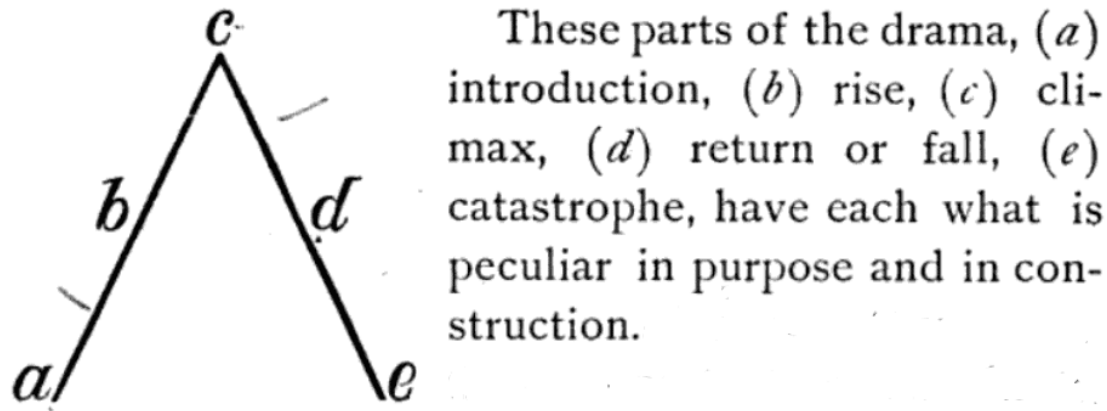 c
These parts of the drama, (a)
introduction, (b) rise, (c) cli-
max, (d) return or fall, (e)
b
d
catastrophe, have each what is
peculiar in purpose and in con-
struction.
a
e